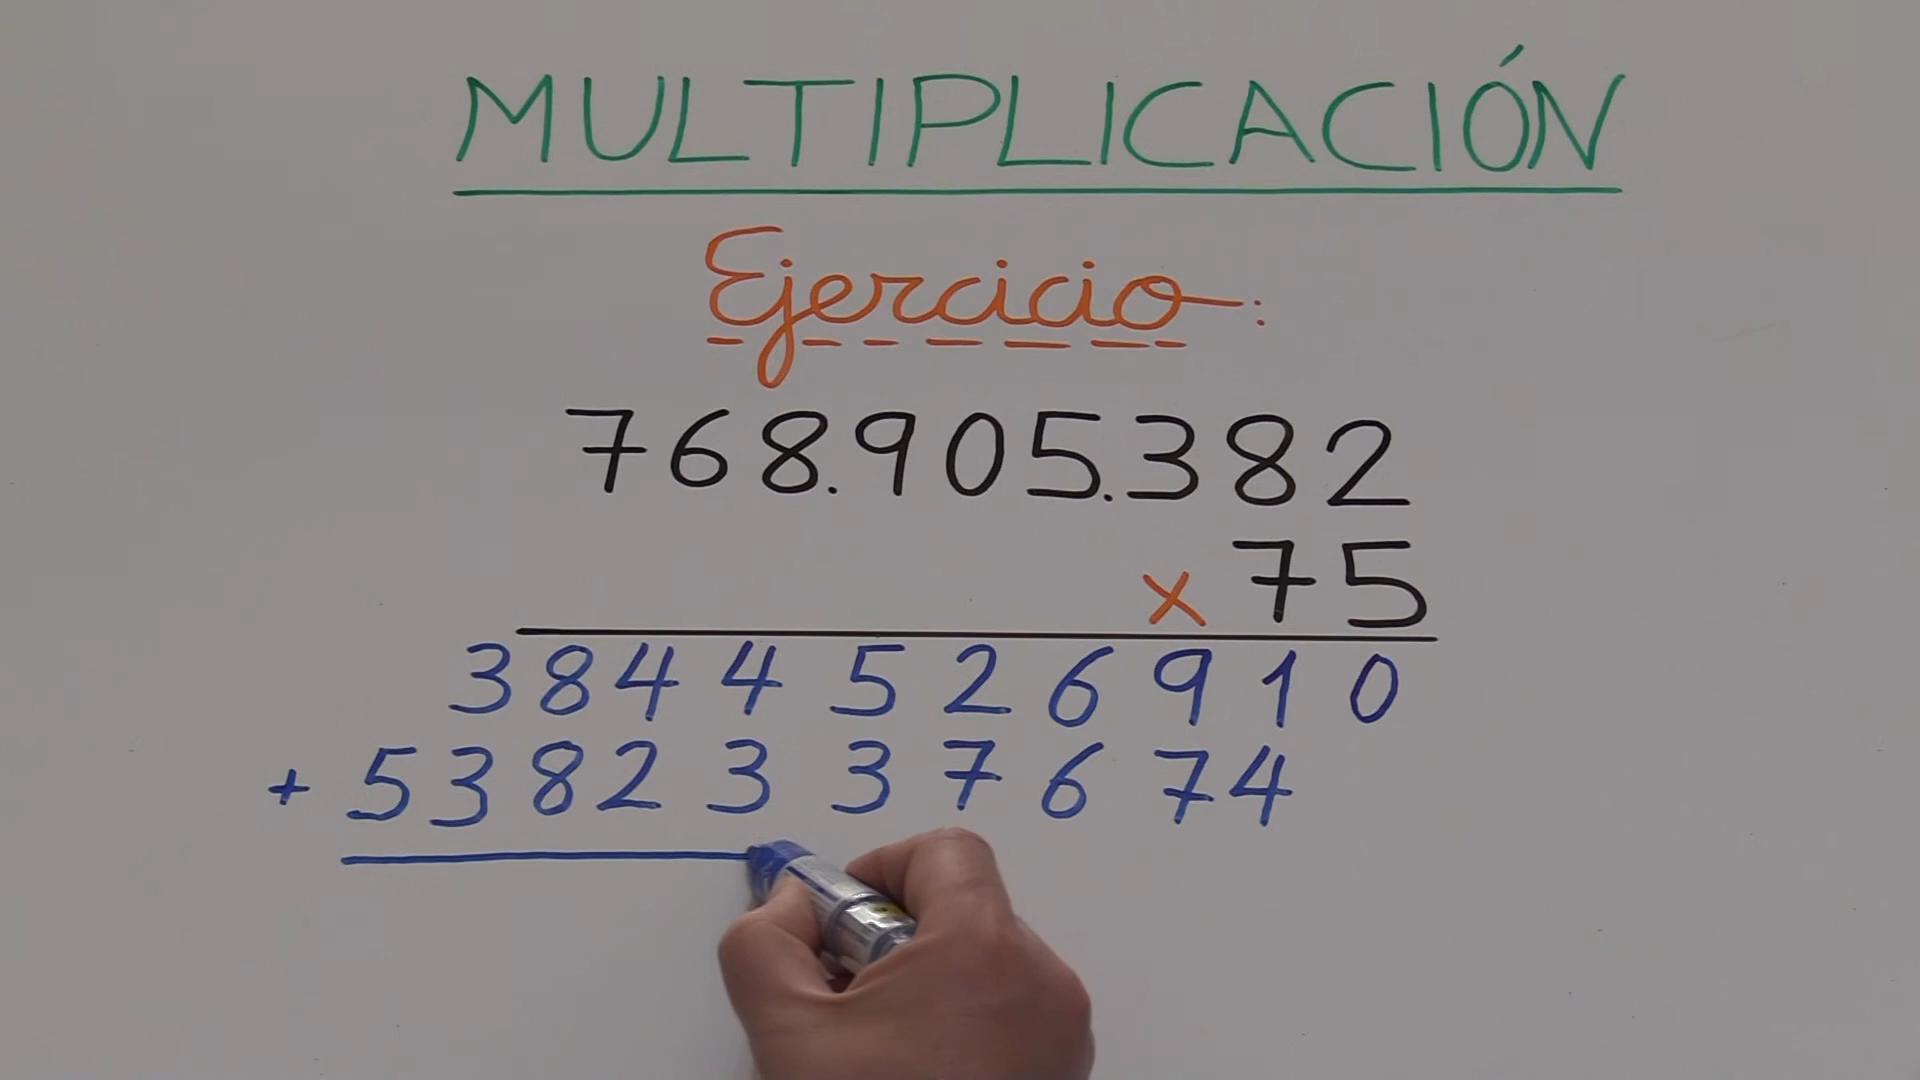 MULTIPLICACIÓN
Ejercicio:
768.905.382
x 75
3844526910
+ 5382337674